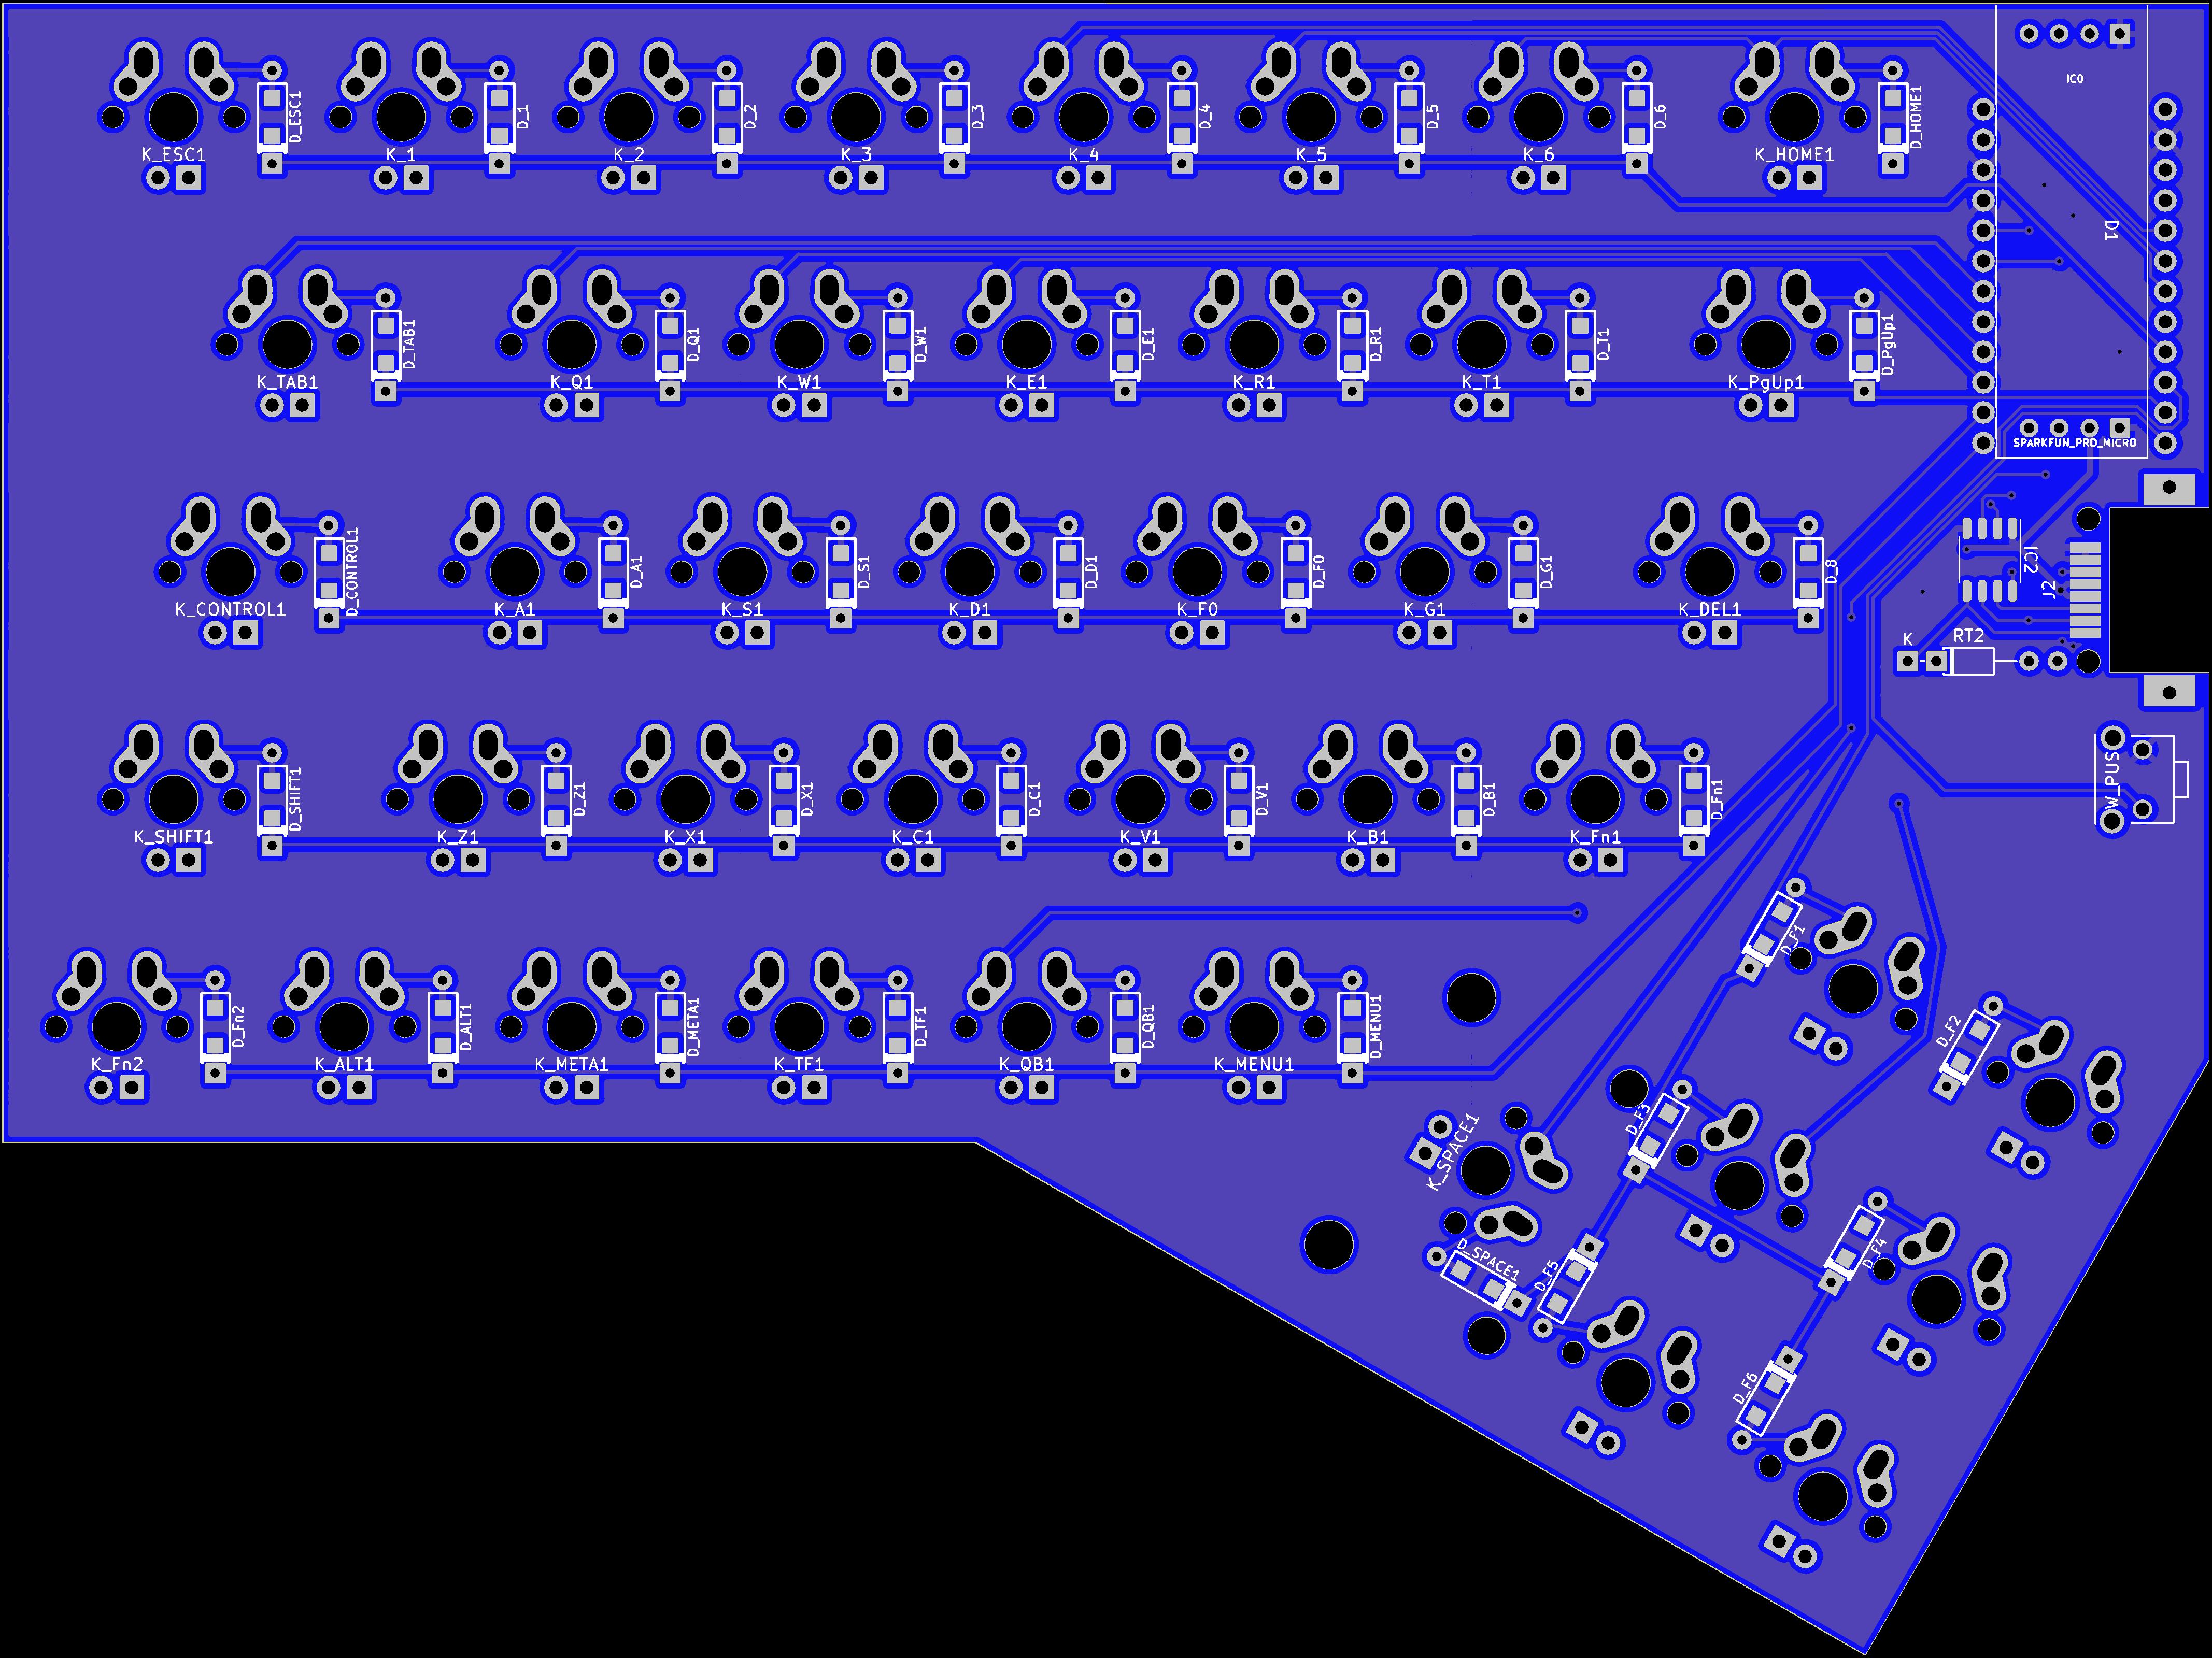 IC0
D_ESC1
D_1
D_2
D_3
D_4
D_5
D_6
D_HOME1
K_ESC1
K_1
K_2
K_3
K_4
K_5
K_6
K_HOME1
D1
D_TAB1
D_Q1
D_W1
D_E1
D_R1
D_T1
D_PgUp1
K_TAB1
K_Q1
K_W1
K_E1
K_R1
K_T1
K_PgUp1
SPARKFUN_PRO_MICRO
D_CONTROL1
D_A1
D_S1
D_D1
D_F0
D_G1
D_8
IC2
J2
K_CONTROL1
K_A1
K_S1
K_D1
K_F0
K_G1
K_DEL1
K
RT2
D_SHIFT1
D_Z1
D_X1
D_C1
D_V1
D_B1
D_Fn1
W_PUS
K_SHIFT1
K_Z1
K_X1
K_C1
K_V1
K_B1
K_Fn1
D_F1
D_Fn2
D_ALT1
D_META1
D_TF1
D_QB1
D_MENU1
D_F2
K_Fn2
K_ALT1
K_META1
K_TF1
K_QB1
K_MENU1
D_F3
K_SPACE1
D_F4
D_SPACE1
D_F5
D_F6